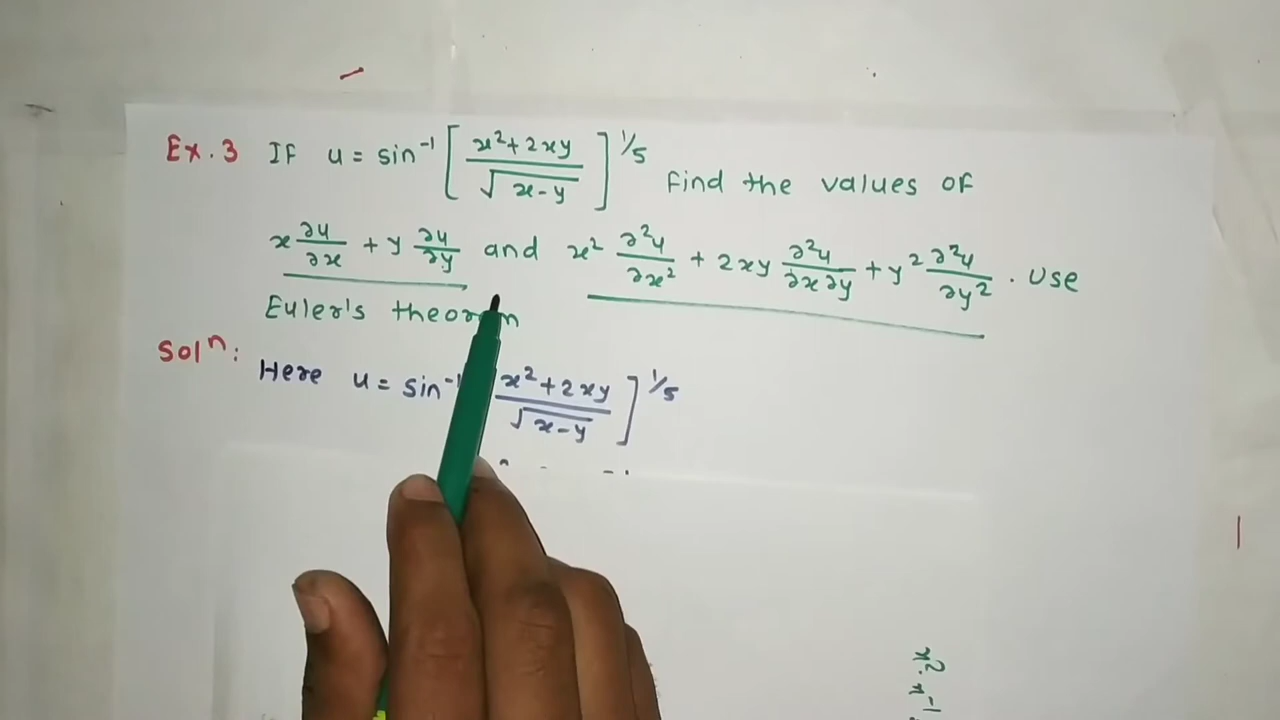 Ex. 3 If u = sin⁻¹ [ (x²+2xy) / √(x-y) ]^(1/5) Find the values of
x ∂u/∂x + y ∂u/∂y and x² ∂²u/∂x² + 2xy ∂²u/∂x∂y + y² ∂²u/∂y² . Use
Euler's theorem
Solⁿ:
Here u = sin⁻¹ [ (x²+2xy) / √(x-y) ]^(1/5)